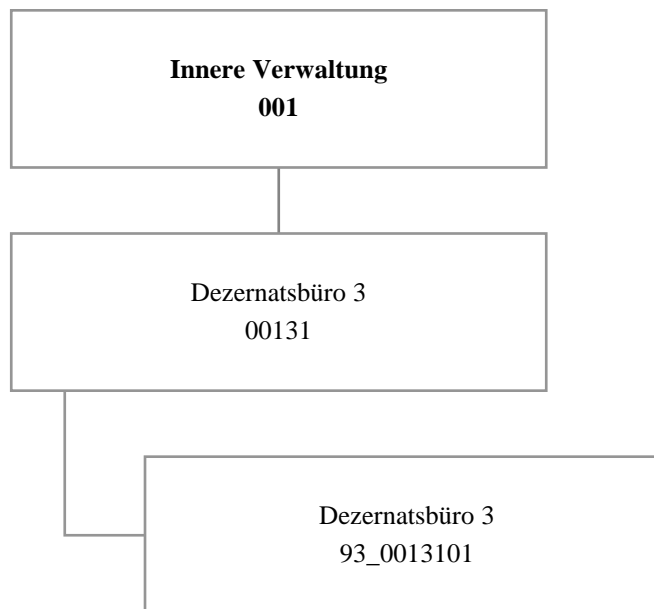 Innere Verwaltung
001
Dezernatsbüro 3
00131
Dezernatsbüro 3
93_0013101